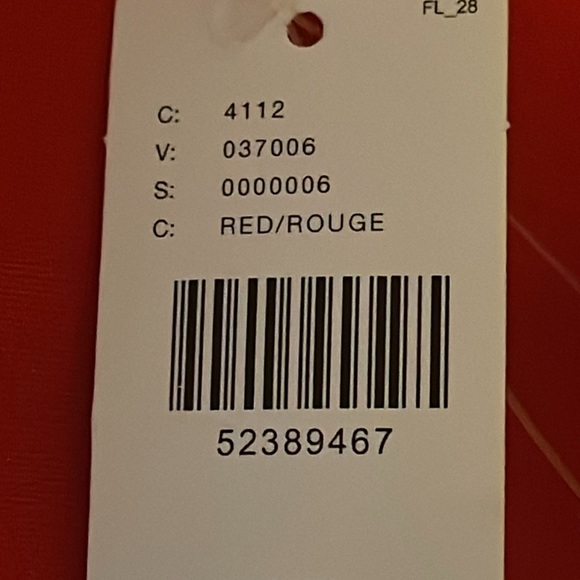 FL_28
C: 4112
V: 037006
S: 0000006
C: RED/ROUGE
52389467